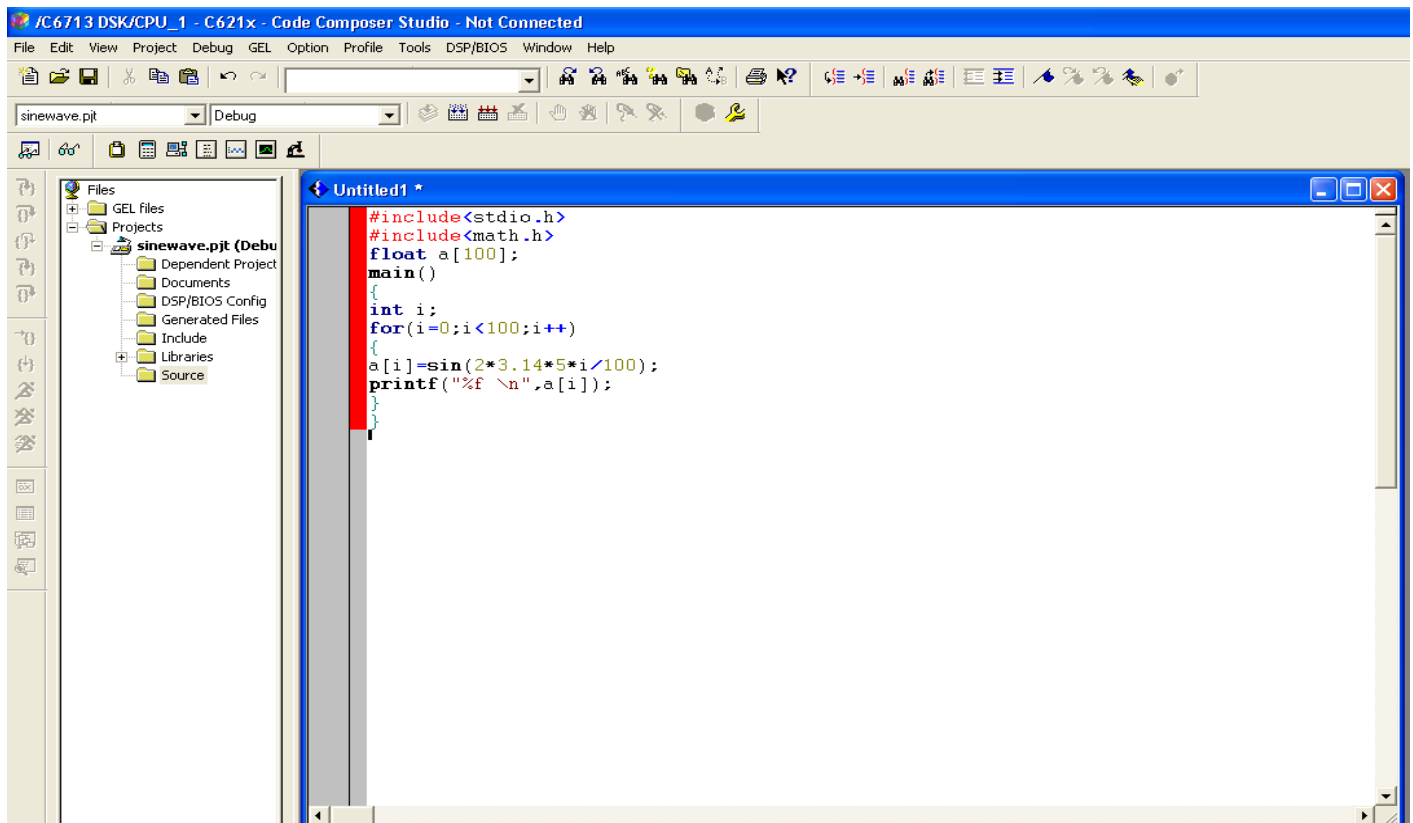 /C6713 DSK/CPU_1 - C621x - Code Composer Studio - Not Connected
File Edit View Project Debug GEL Option Profile Tools DSP/BIOS Window Help
sinewave.pjt Debug
Files
GEL files
Projects
sinewave.pjt (Debu
Dependent Project
Documents
DSP/BIOS Config
Generated Files
Include
Libraries
Source
Untitled1 *
#include<stdio.h>
#include<math.h>
float a[100];
main()
{
int i;
for(i=0;i<100;i++)
{
a[i]=sin(2*3.14*5*i/100);
printf("%f \n",a[i]);
}
}